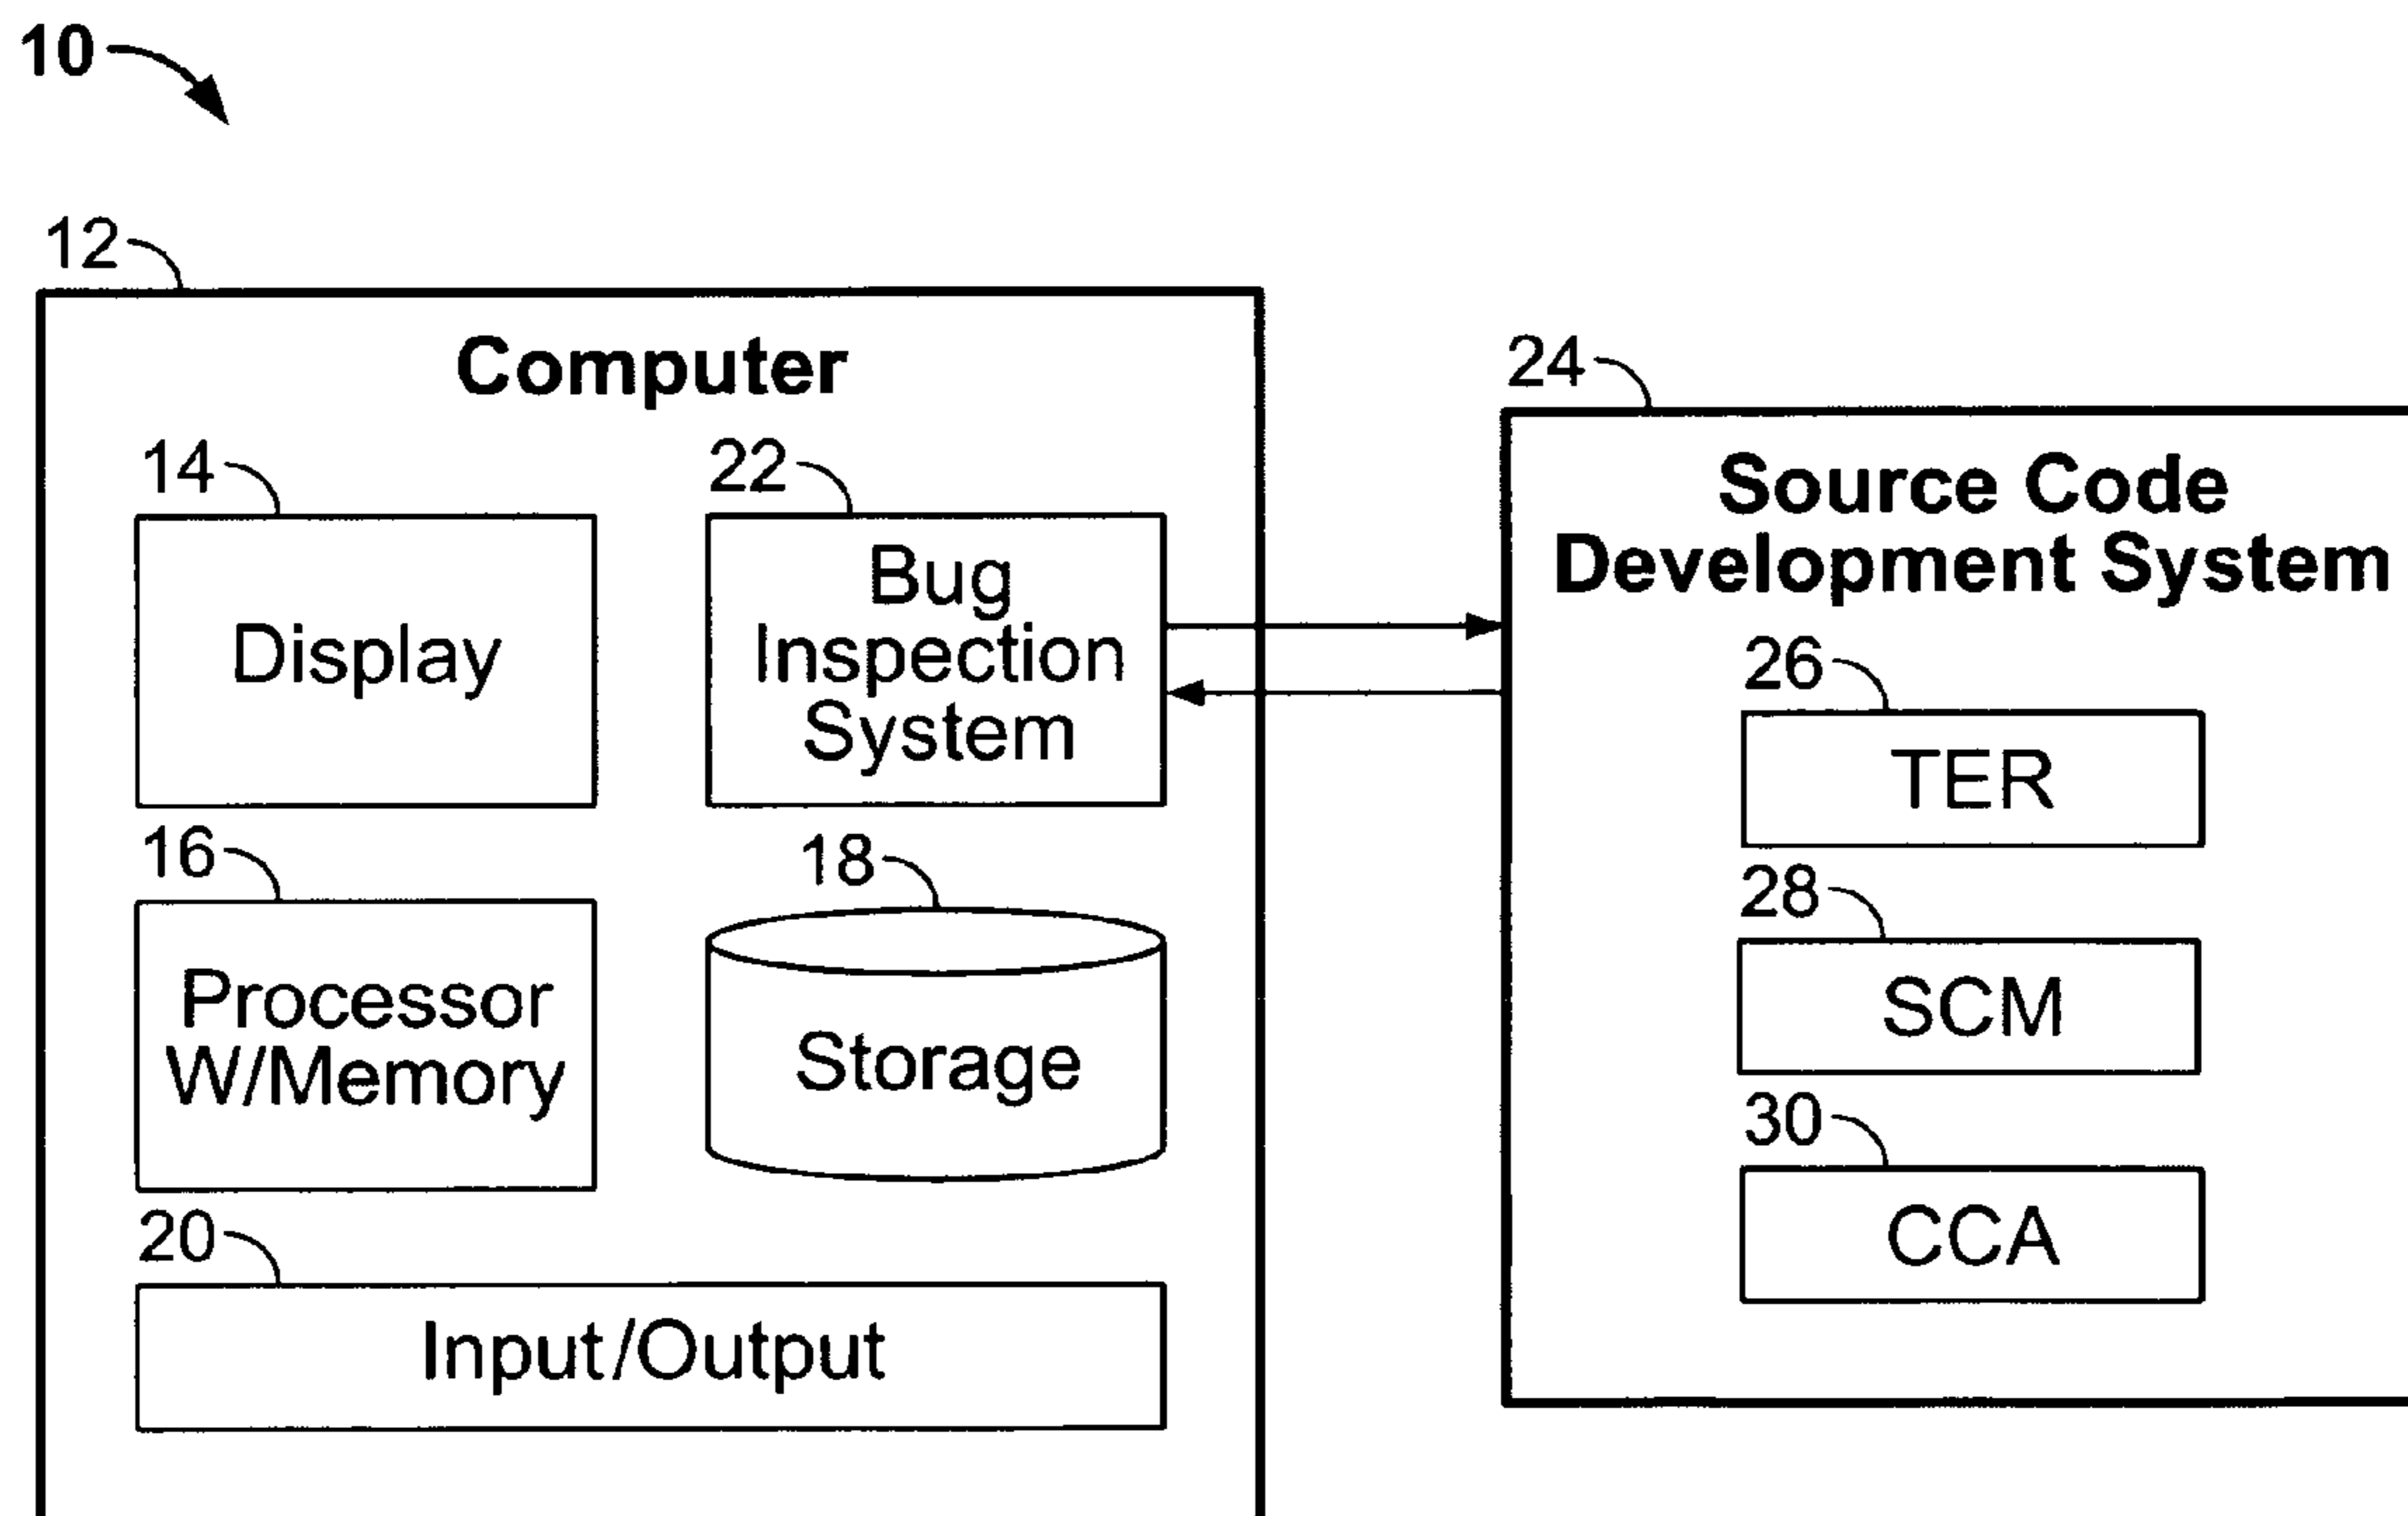 10
12
Computer
14
22
Display
Bug
Inspection
System
16
18
Processor
W/Memory
Storage
20
Input/Output
24
Source Code
Development System
26
TER
28
SCM
30
CCA